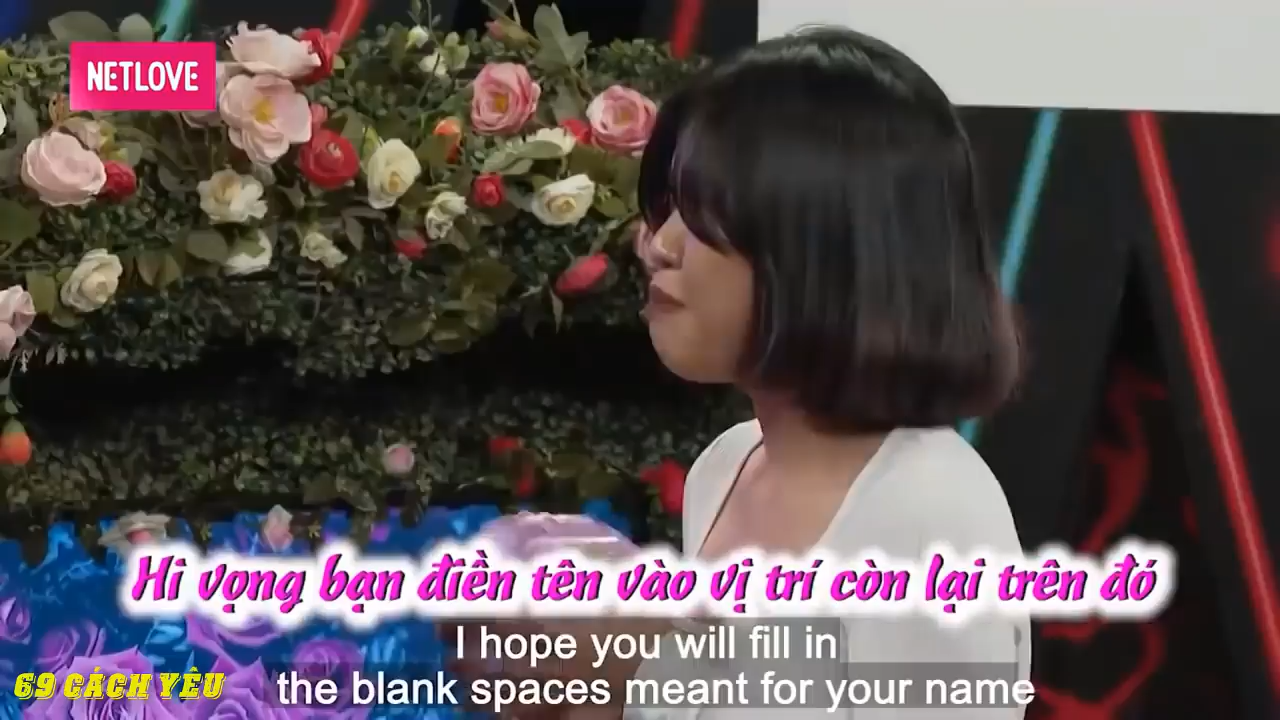 NETLOVE
Hi vọng bạn điền tên vào vị trí còn lại trên đó
I hope you will fill in
the blank spaces meant for your name
69 CÁCH YÊU